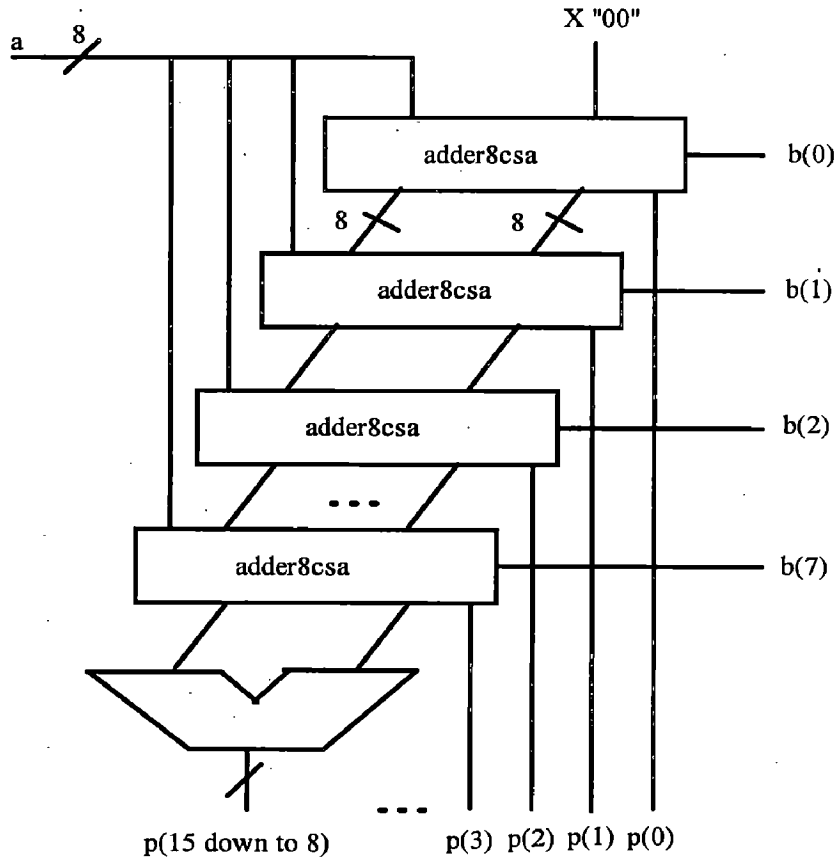 X "00"
a
8
adder8csa
b(0)
8
8
adder8csa
b(1)
adder8csa
b(2)
adder8csa
b(7)
p(15 down to 8)
p(3)
p(2)
p(1)
p(0)